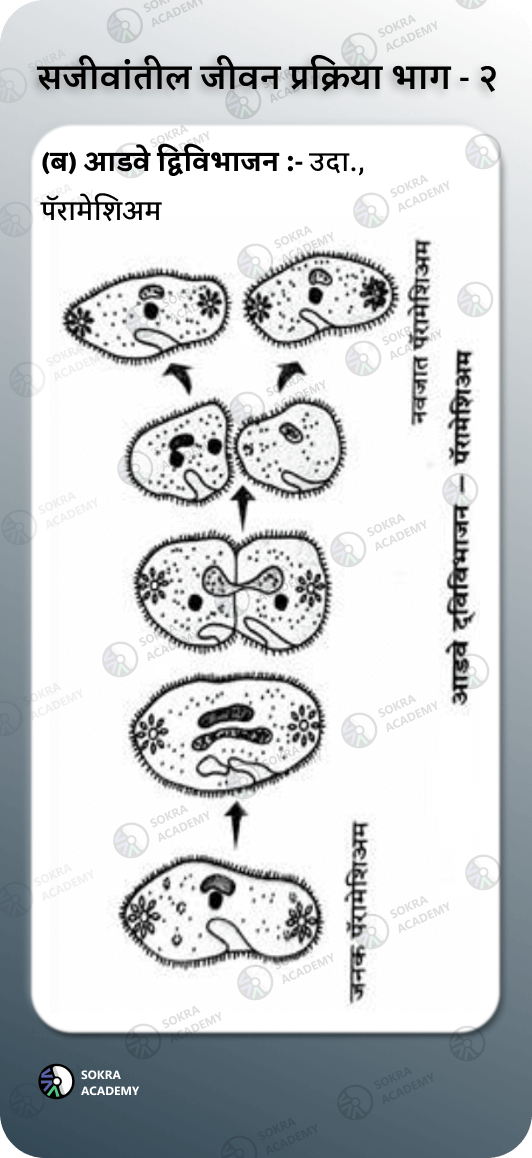 सजीवांतील जीवन प्रक्रिया भाग - २
(ब) आडवे द्विविभाजन :- उदा.,
पॅरामेशिअम
नवजात पॅरामेशिअम
आडवे द्‌विविभाजन – पॅरामेशिअम
जनक पॅरामेशिअम
SOKRA
ACADEMY